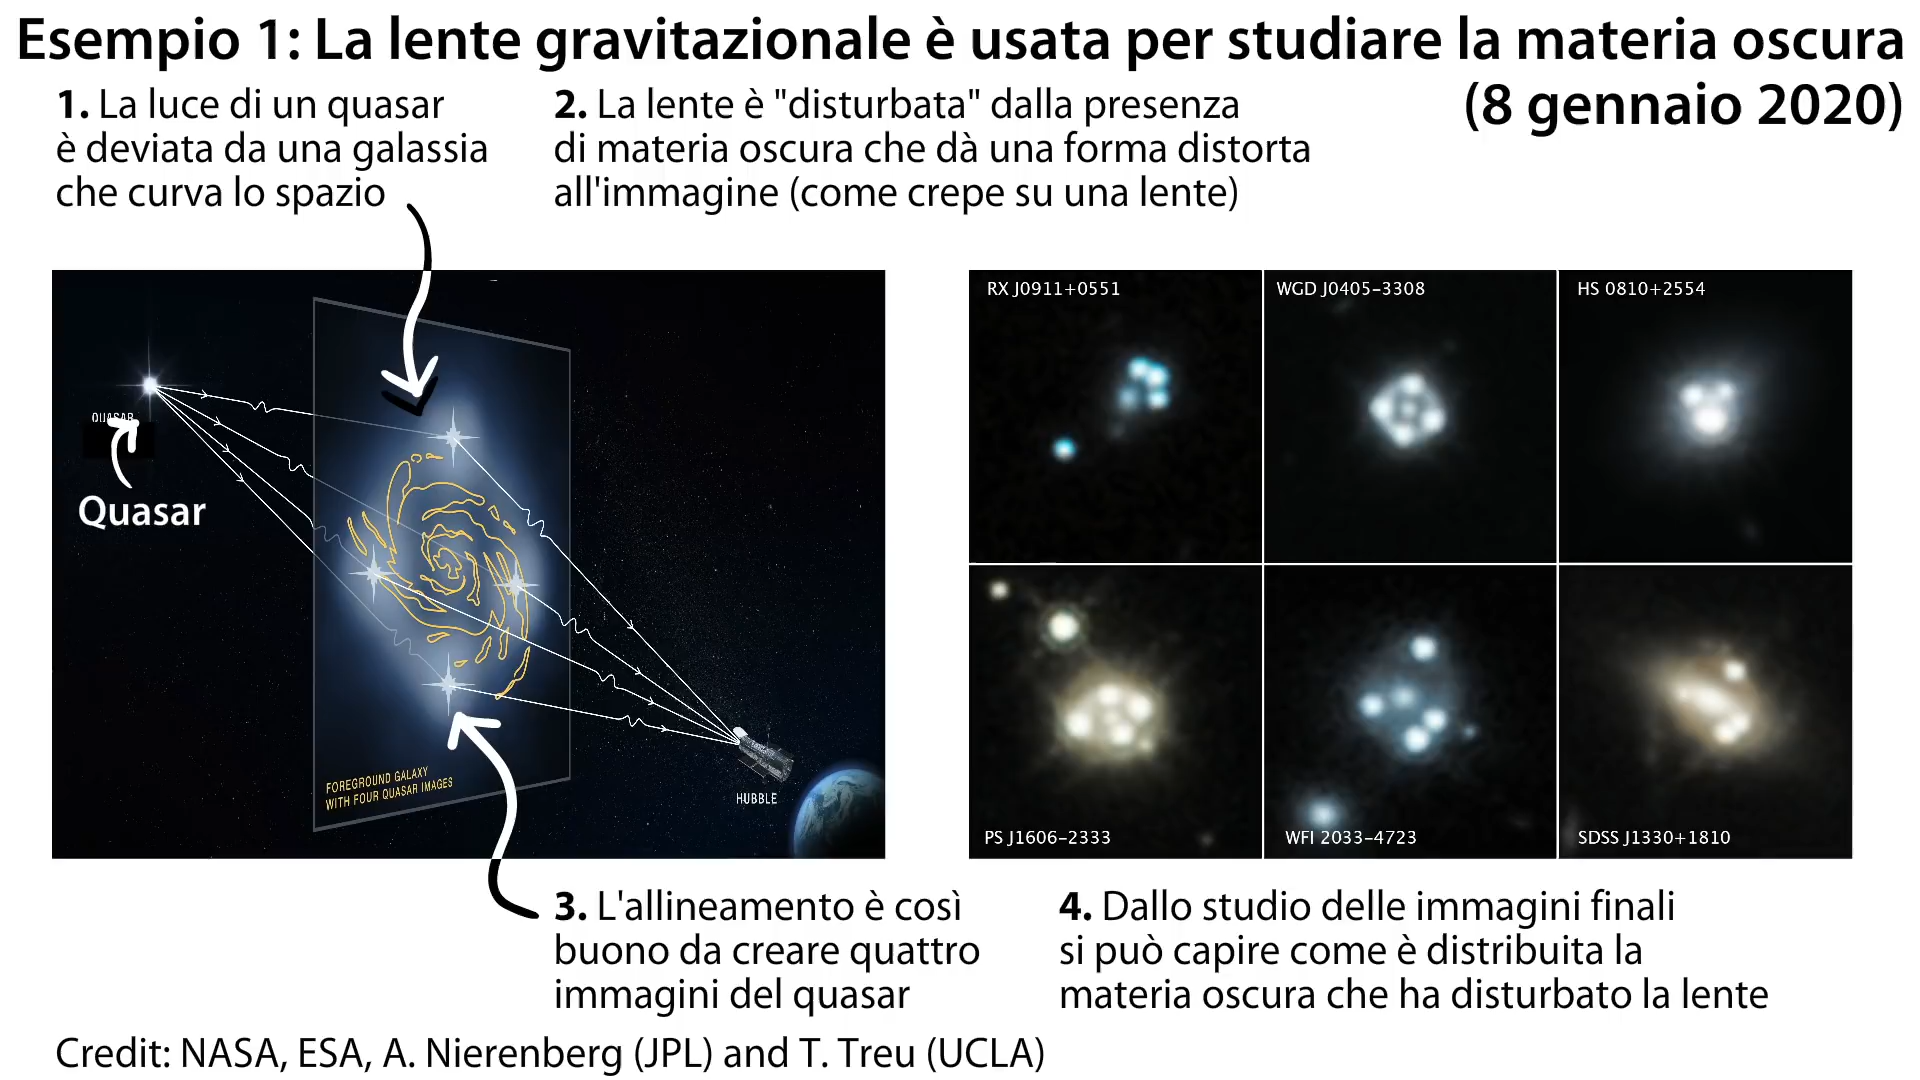 Esempio 1: La lente gravitazionale è usata per studiare la materia oscura
(8 gennaio 2020)
1. La luce di un quasar
è deviata da una galassia
che curva lo spazio
2. La lente è "disturbata" dalla presenza
di materia oscura che dà una forma distorta
all'immagine (come crepe su una lente)
QUASAR
Quasar
FOREGROUND GALAXY
WITH FOUR QUASAR IMAGES
HUBBLE
RX J0911+0551
WGD J0405-3308
HS 0810+2554
PS J1606-2333
WFI 2033-4723
SDSS J1330+1810
3. L'allineamento è così
buono da creare quattro
immagini del quasar
4. Dallo studio delle immagini finali
si può capire come è distribuita la
materia oscura che ha disturbato la lente
Credit: NASA, ESA, A. Nierenberg (JPL) and T. Treu (UCLA)